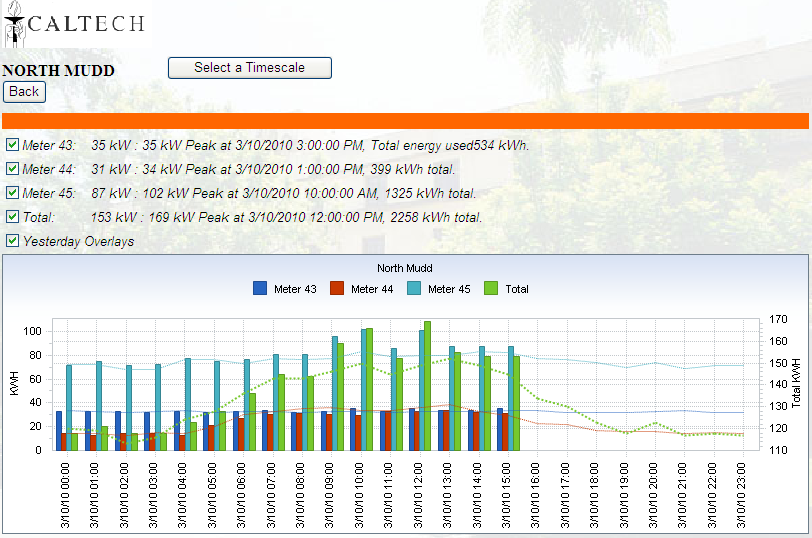 CALTECH
NORTH MUDD
Select a Timescale
Back
Meter 43: 35 kW : 35 kW Peak at 3/10/2010 3:00:00 PM, Total energy used534 kWh.
Meter 44: 31 kW : 34 kW Peak at 3/10/2010 1:00:00 PM, 399 kWh total.
Meter 45: 87 kW : 102 kW Peak at 3/10/2010 10:00:00 AM, 1325 kWh total.
Total: 153 kW : 169 kW Peak at 3/10/2010 12:00:00 PM, 2258 kWh total.
Yesterday Overlays
North Mudd
Meter 43 Meter 44 Meter 45 Total
KWH
100
80
60
40
20
0
170
160
150
140
130
120
110
Total KWH
3/10/10 00:00
3/10/10 01:00
3/10/10 02:00
3/10/10 03:00
3/10/10 04:00
3/10/10 05:00
3/10/10 06:00
3/10/10 07:00
3/10/10 08:00
3/10/10 09:00
3/10/10 10:00
3/10/10 11:00
3/10/10 12:00
3/10/10 13:00
3/10/10 14:00
3/10/10 15:00
3/10/10 16:00
3/10/10 17:00
3/10/10 18:00
3/10/10 19:00
3/10/10 20:00
3/10/10 21:00
3/10/10 22:00
3/10/10 23:00